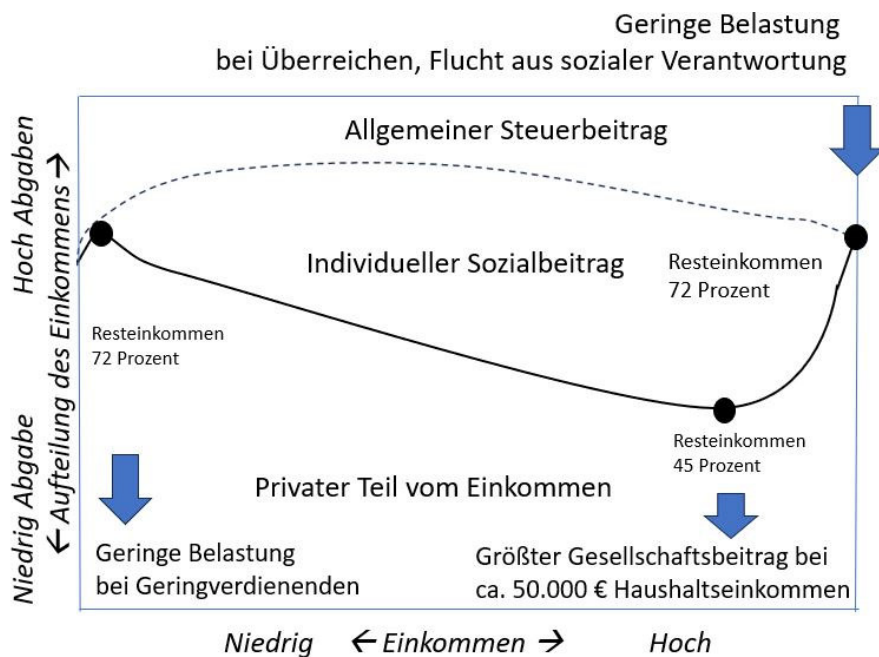 Geringe Belastung
bei Überreichen, Flucht aus sozialer Verantwortung
Allgemeiner Steuerbeitrag
Individueller Sozialbeitrag
Resteinkommen
72 Prozent
Resteinkommen
72 Prozent
Resteinkommen
45 Prozent
Privater Teil vom Einkommen
Geringe Belastung
bei Geringverdienenden
Größter Gesellschaftsbeitrag bei
ca. 50.000 € Haushaltseinkommen
Niedrig Abgabe
Hoch Abgaben
← Aufteilung des Einkommens →
Niedrig ← Einkommen → Hoch